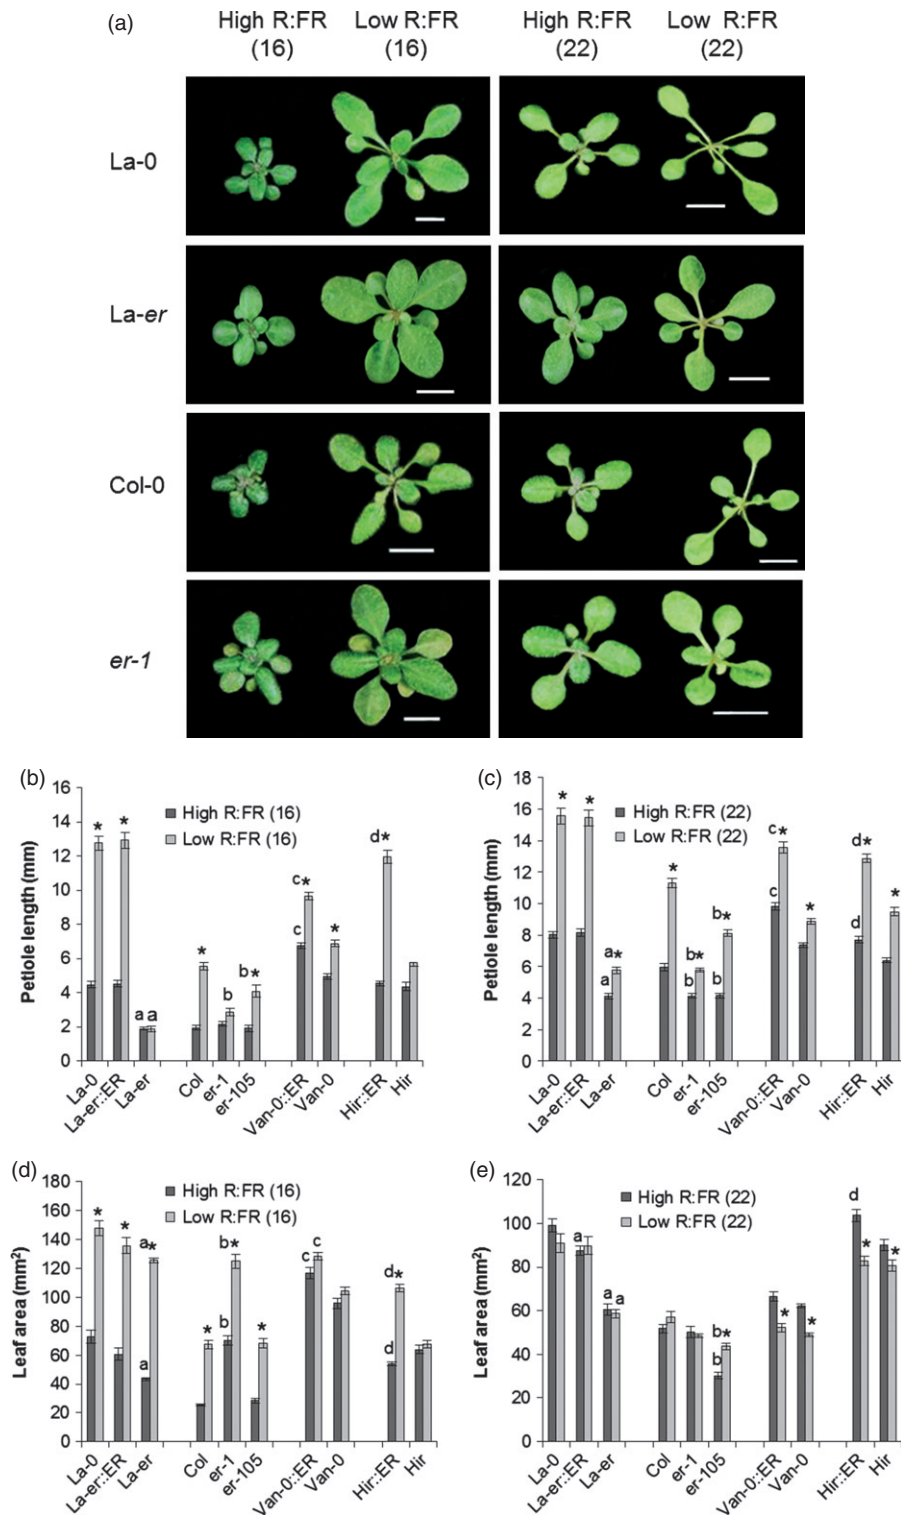 (a)
High R:FR (16)
Low R:FR (16)
High R:FR (22)
Low R:FR (22)
La-0
La-er
Col-0
er-1
(b)
16
14
12
10
8
6
4
2
0
Petiole length (mm)
High R:FR (16)
Low R:FR (16)
* * a a * b b * c c * * d *
La-0 La-er::ER La-er Col er-1 er-105 Van-0::ER Van-0 Hir::ER Hir
(c)
18
16
14
12
10
8
6
4
2
0
Petiole length (mm)
High R:FR (22)
Low R:FR (22)
* * a a * * b b * b b * c c * * d d * *
La-0 La-er::ER La-er Col er-1 er-105 Van-0::ER Van-0 Hir::ER Hir
(d)
180
160
140
120
100
80
60
40
20
0
Leaf area (mm²)
High R:FR (16)
Low R:FR (16)
* * a a * * b b * * c c d d *
La-0 La-er::ER La-er Col er-1 er-105 Van-0::ER Van-0 Hir::ER Hir
(e)
120
100
80
60
40
20
0
Leaf area (mm²)
High R:FR (22)
Low R:FR (22)
a a a b b * * * d * *
La-0 La-er::ER La-er Col er-1 er-105 Van-0::ER Van-0 Hir::ER Hir